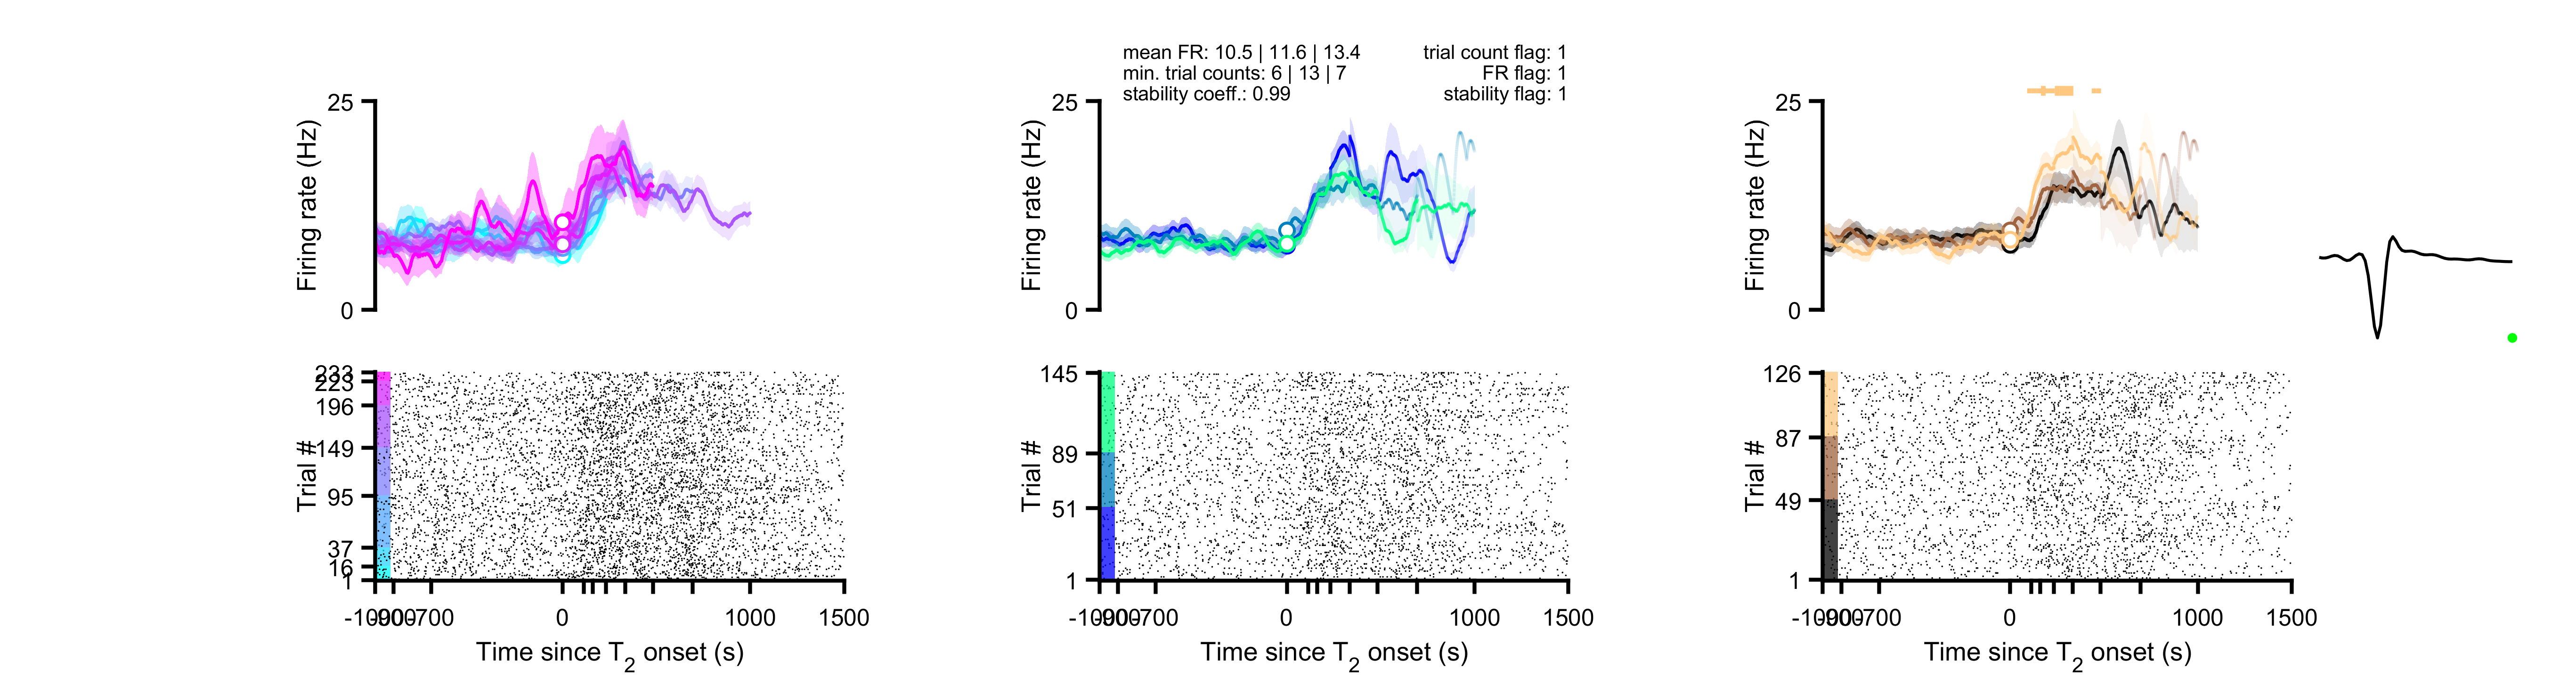 mean FR: 10.5 | 11.6 | 13.4
min. trial counts: 6 | 13 | 7
stability coeff.: 0.99
trial count flag: 1
FR flag: 1
stability flag: 1
25
0
Firing rate (Hz)
25
0
Firing rate (Hz)
25
0
Firing rate (Hz)
233
223
196
149
95
37
16
1
Trial #
0
1000
1500
Time since T2 onset (s)
145
89
51
1
Trial #
0
1000
1500
Time since T2 onset (s)
126
87
49
1
Trial #
0
1000
1500
Time since T2 onset (s)